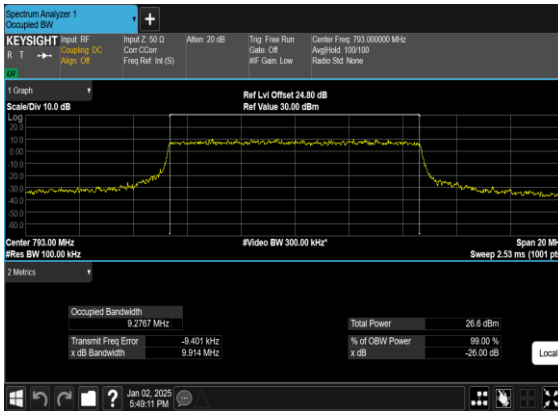 Spectrum Analyzer 1
Occupied BW
+
KEYSIGHT
R T
LW
Input: RF
Coupling: DC
Align: Off
Input Z: 50 Ω
Corr CCorr
Freq Ref: Int (S)
Atten: 20 dB
Trig: Free Run
Gate: Off
#IF Gain: Low
Center Freq: 793.000000 MHz
Avg|Hold: 100/100
Radio Std: None
1 Graph
Scale/Div 10.0 dB
Ref Lvl Offset 24.80 dB
Ref Value 30.00 dBm
Log
20.0
10.0
0.00
-10.0
-20.0
-30.0
-40.0
-50.0
-60.0
Center 793.00 MHz
#Res BW 100.00 kHz
#Video BW 300.00 kHz*
Span 20 MH
Sweep 2.53 ms (1001 pt
2 Metrics
Occupied Bandwidth
9.2767 MHz
Transmit Freq Error -9.401 kHz
x dB Bandwidth 9.914 MHz
Total Power 26.6 dBm
% of OBW Power 99.00 %
x dB -26.00 dB
Local
?
Jan 02, 2025
5:49:11 PM